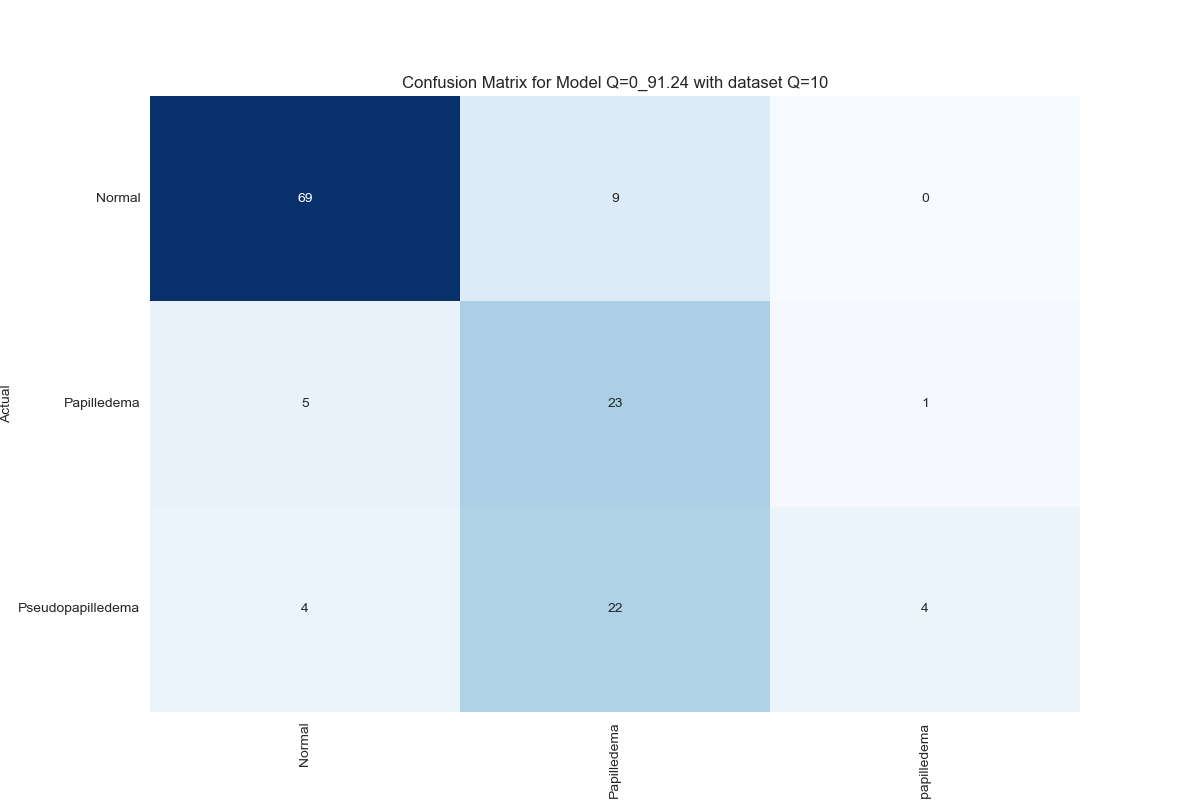 Confusion Matrix for Model Q=0_91.24 with dataset Q=10
Actual
Normal
69
9
0
Papilledema
5
23
1
Pseudopapilledema
4
22
4
Normal
Papilledema
papilledema